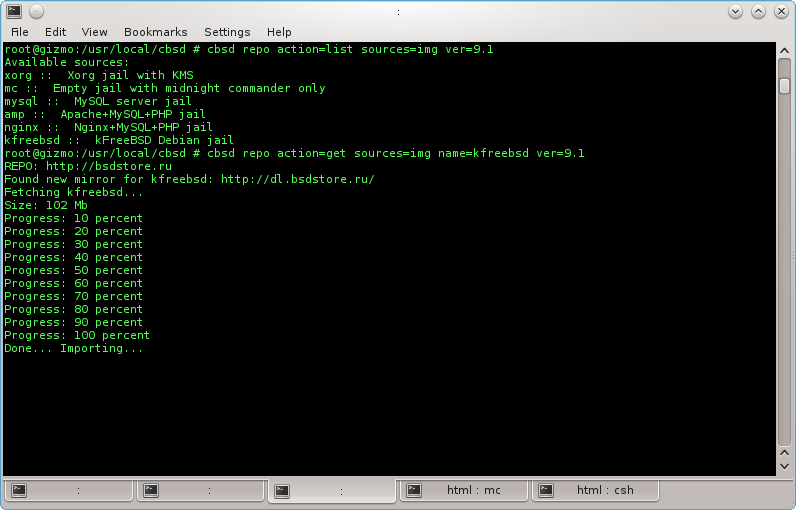 :
File Edit View Bookmarks Settings Help
root@gizmo:/usr/local/cbsd # cbsd repo action=list sources=img ver=9.1
Available sources:
xorg ::  Xorg jail with KMS
mc ::  Empty jail with midnight commander only
mysql ::  MySQL server jail
amp ::  Apache+MySQL+PHP jail
nginx ::  Nginx+MySQL+PHP jail
kfreebsd ::  kFreeBSD Debian jail
root@gizmo:/usr/local/cbsd # cbsd repo action=get sources=img name=kfreebsd ver=9.1
REPO: http://bsdstore.ru
Found new mirror for kfreebsd: http://dl.bsdstore.ru/
Fetching kfreebsd...
Size: 102 Mb
Progress: 10 percent
Progress: 20 percent
Progress: 30 percent
Progress: 40 percent
Progress: 50 percent
Progress: 60 percent
Progress: 70 percent
Progress: 80 percent
Progress: 90 percent
Progress: 100 percent
Done... Importing...
: : : html : mc html : csh